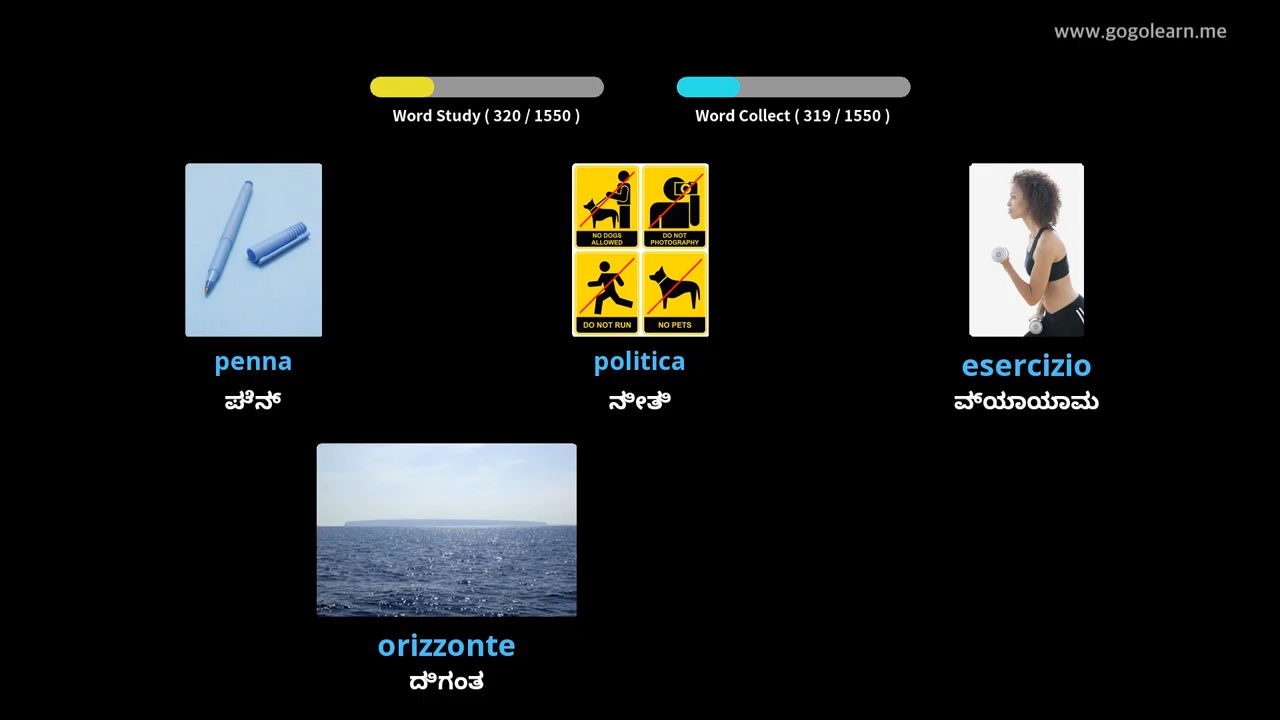 www.gogolearn.me
Word Study ( 320 / 1550 )
Word Collect ( 319 / 1550 )
NO DOGS
ALLOWED
DO NOT
PHOTOGRAPHY
DO NOT RUN
NO PETS
penna
politica
esercizio
ಪೆನ್
ನೀತಿ
ವ್ಯಾಯಾಮ
orizzonte
ದಿಗಂತ